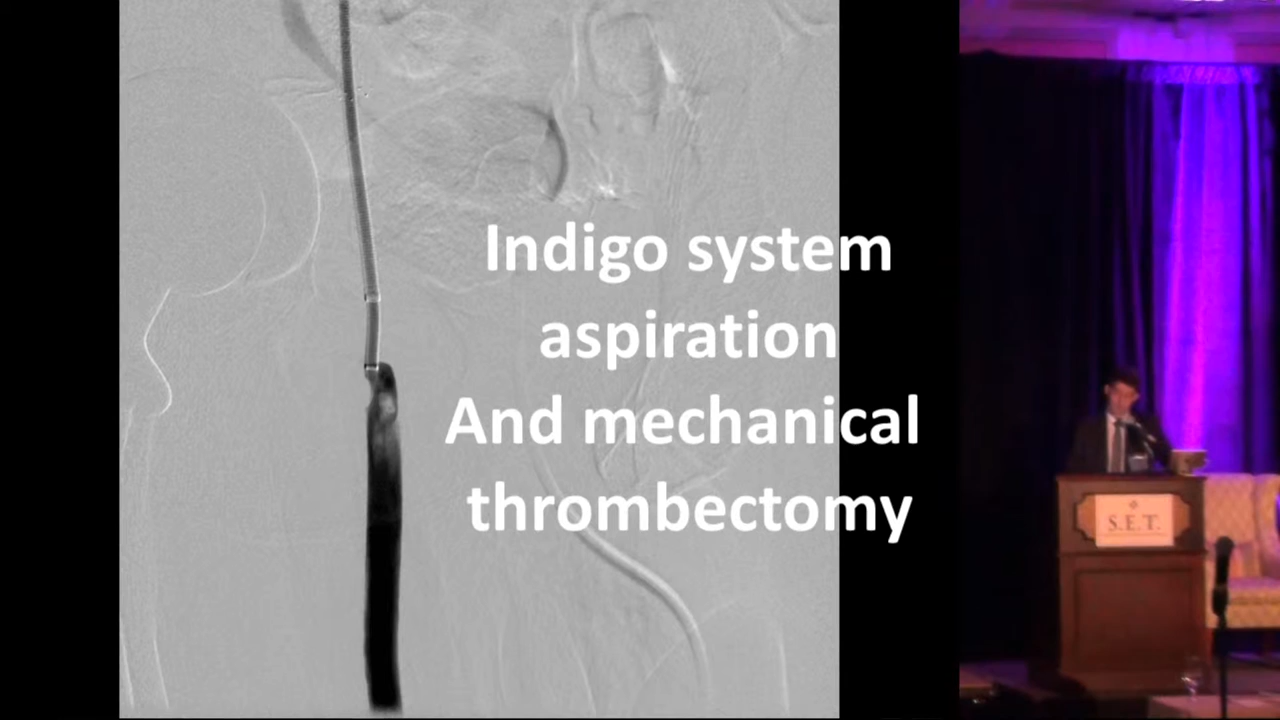 Indigo system
aspiration
And mechanical
thrombectomy
S.E.T.